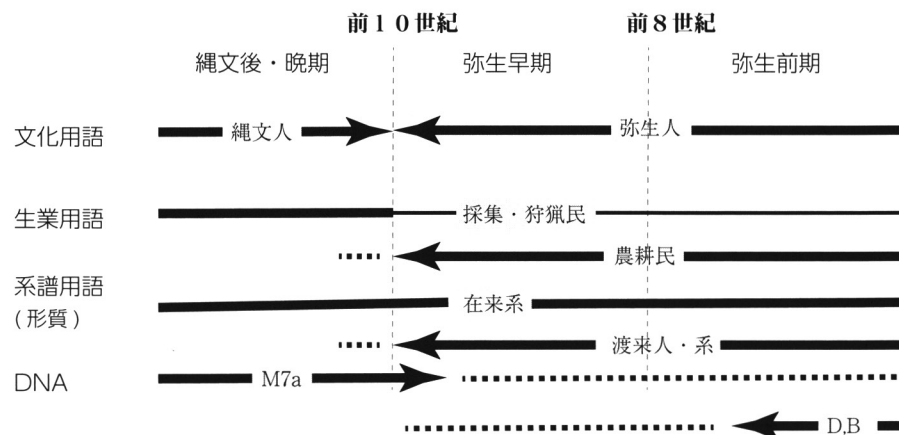 前１０世紀 前８世紀
縄文後・晩期 弥生早期 弥生前期
文化用語 縄文人 弥生人
生業用語 採集・狩猟民
農耕民
系譜用語
(形質) 在来系
渡来人・系
DNA M7a
D,B